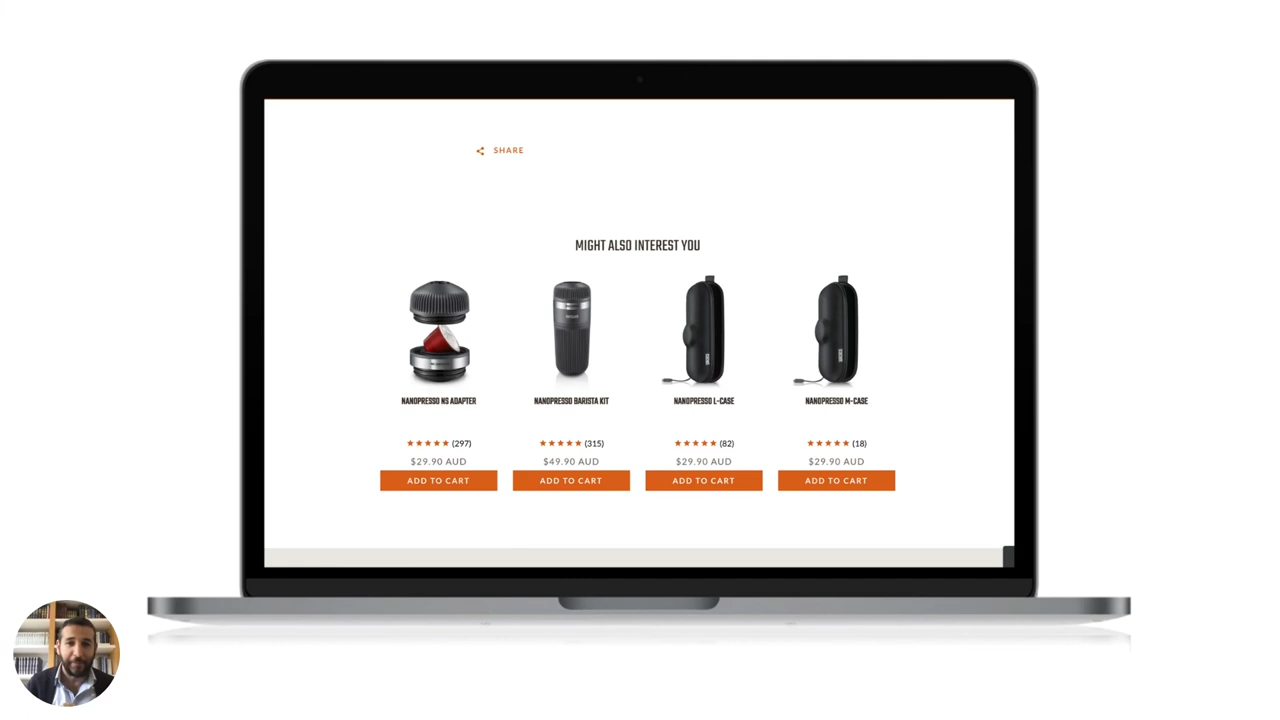 SHARE
MIGHT ALSO INTEREST YOU
NANOPRESSO NS ADAPTER
NANOPRESSO BARISTA KIT
NANOPRESSO L-CASE
NANOPRESSO M-CASE
(297)
(315)
(82)
(18)
$29.90 AUD
$49.90 AUD
$29.90 AUD
$29.90 AUD
ADD TO CART
ADD TO CART
ADD TO CART
ADD TO CART